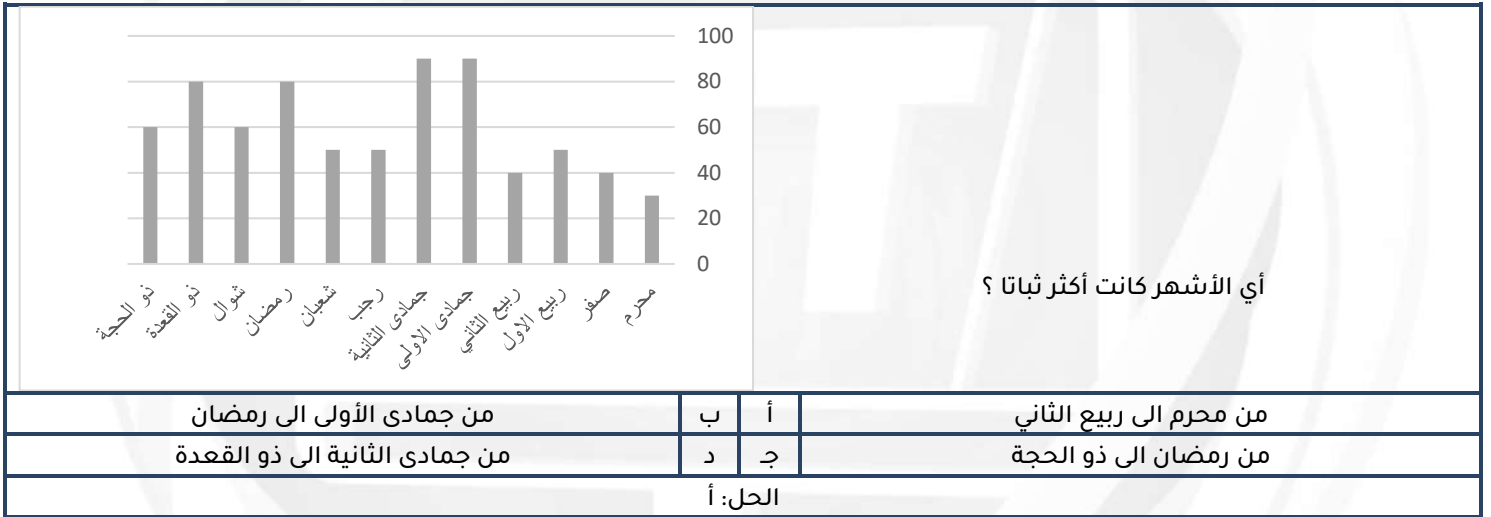 100
80
60
40
20
0
محرم
صفر
ربيع الاول
ربيع الثاني
جمادى الاولى
جمادى الثانية
رجب
شعبان
رمضان
شوال
ذو القعدة
ذو الحجة
أي الأشهر كانت أكثر ثباتا ؟
أ من محرم الى ربيع الثاني
ب من جمادى الأولى الى رمضان
جـ من رمضان الى ذو الحجة
د من جمادى الثانية الى ذو القعدة
الحل: أ